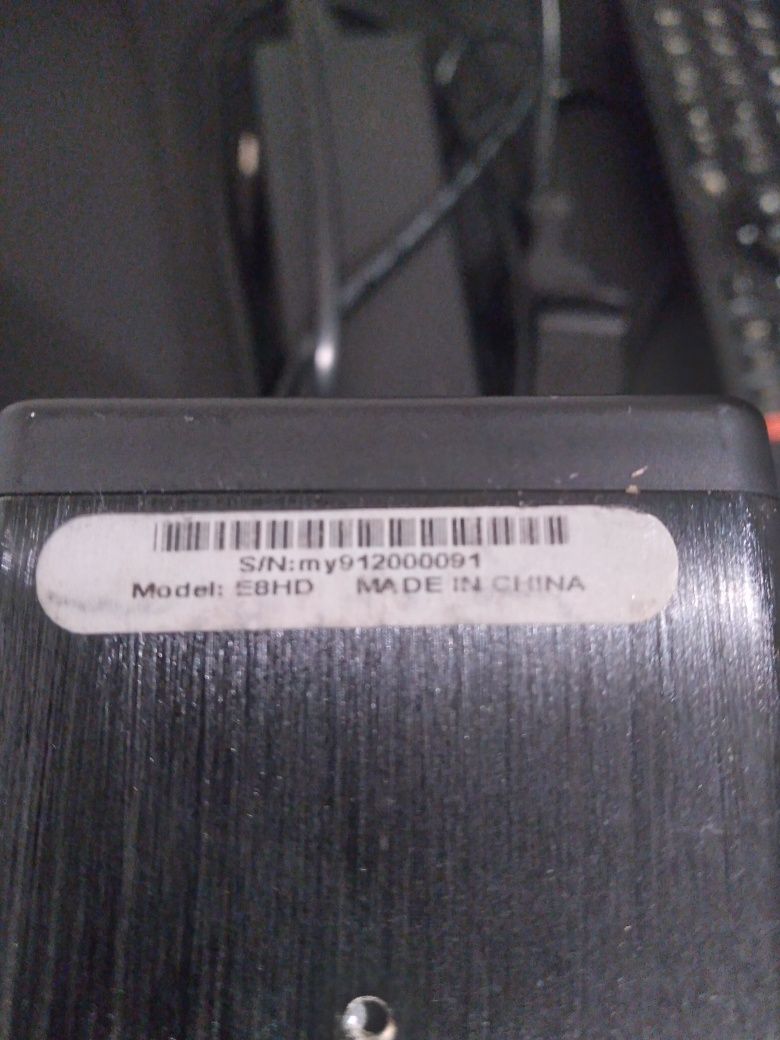 S/N:my912000091
Model: E8HD MADE IN CHINA